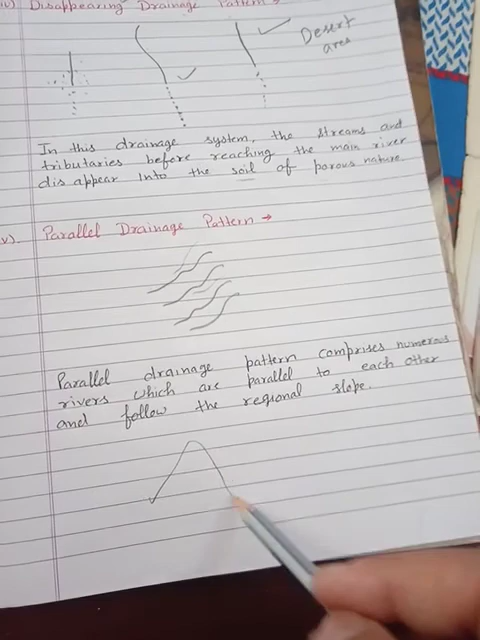 iv) Disappearing Drainage Pattern →
Desert
area
In this drainage system, the streams and
tributaries before reaching the main river
disappear into the soil of porous nature.
v). Parallel Drainage Pattern →
Parallel drainage pattern comprises numerous
rivers which are parallel to each other
and follow the regional slope.